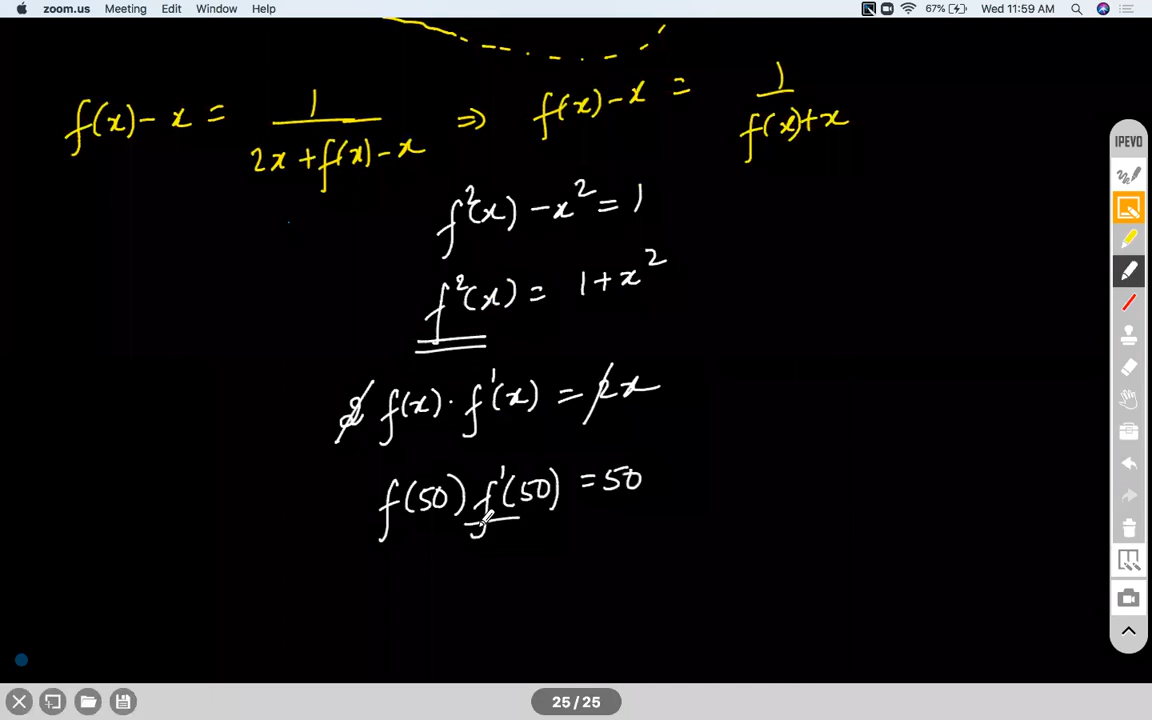 zoom.us Meeting Edit Window Help 67% Wed 11:59 AM
f(x) - x = 1/(2x + f(x) - x) ⇒ f(x) - x = 1/(f(x) + x)
IPEVO
f²(x) - x² = 1
f²(x) = 1 + x²
2 f(x) · f'(x) = 2x
f(50) f'(50) = 50
25 / 25